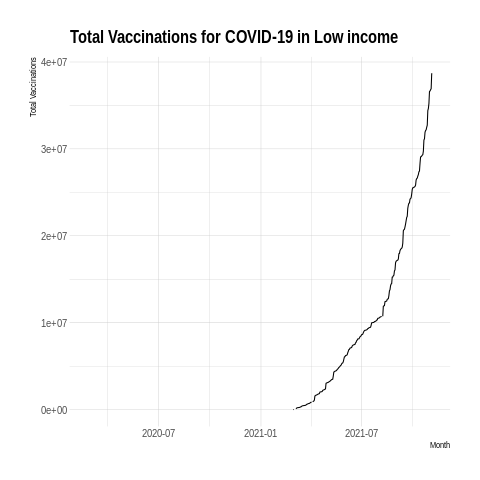 Total Vaccinations for COVID-19 in Low income
Total Vaccinations
4e+07
3e+07
2e+07
1e+07
0e+00
2020-07 2021-01 2021-07
Month